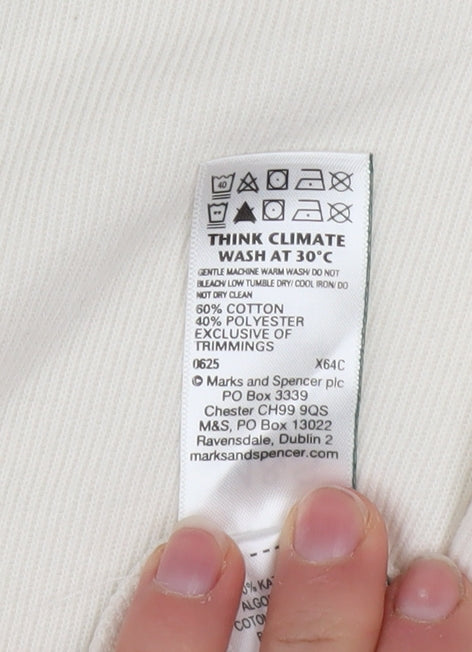 40
THINK CLIMATE
WASH AT 30°C
GENTLE MACHINE WARM WASH/ DO NOT
BLEACH/ LOW TUMBLE DRY/ COOL IRON/ DO
NOT DRY CLEAN
60% COTTON
40% POLYESTER
EXCLUSIVE OF
TRIMMINGS
0625 X64C
© Marks and Spencer plc
PO Box 3339
Chester CH99 9QS
M&S, PO Box 13022
Ravensdale, Dublin 2
marksandspencer.com